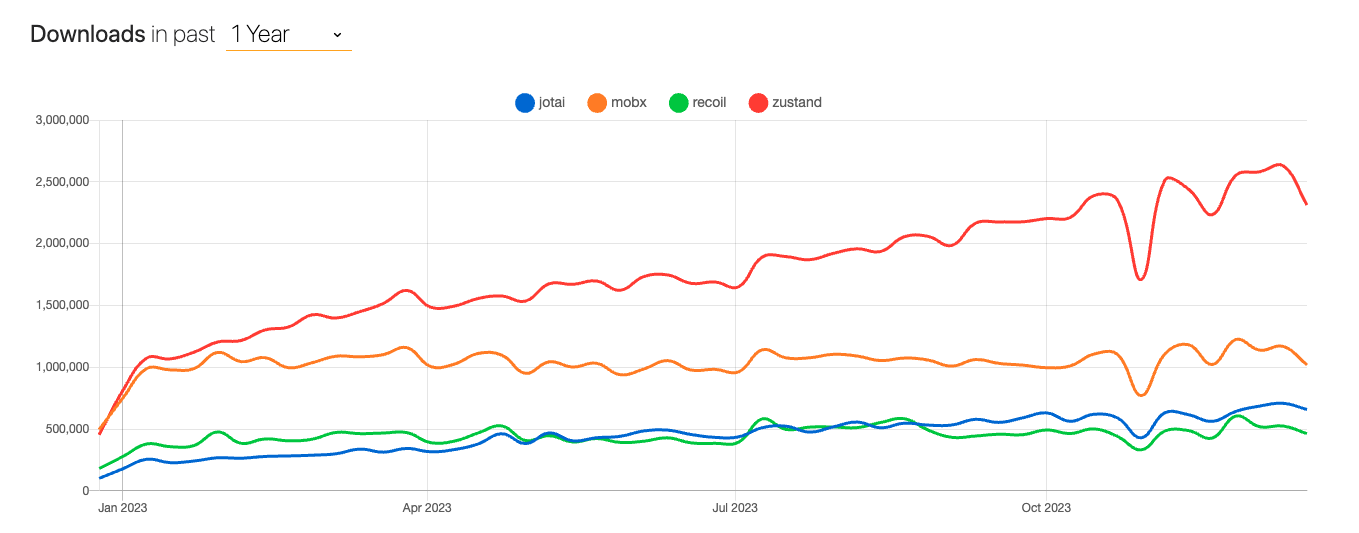 Downloads in past 1 Year
jotai mobx recoil zustand
3,000,000
2,500,000
2,000,000
1,500,000
1,000,000
500,000
0
Jan 2023 Apr 2023 Jul 2023 Oct 2023